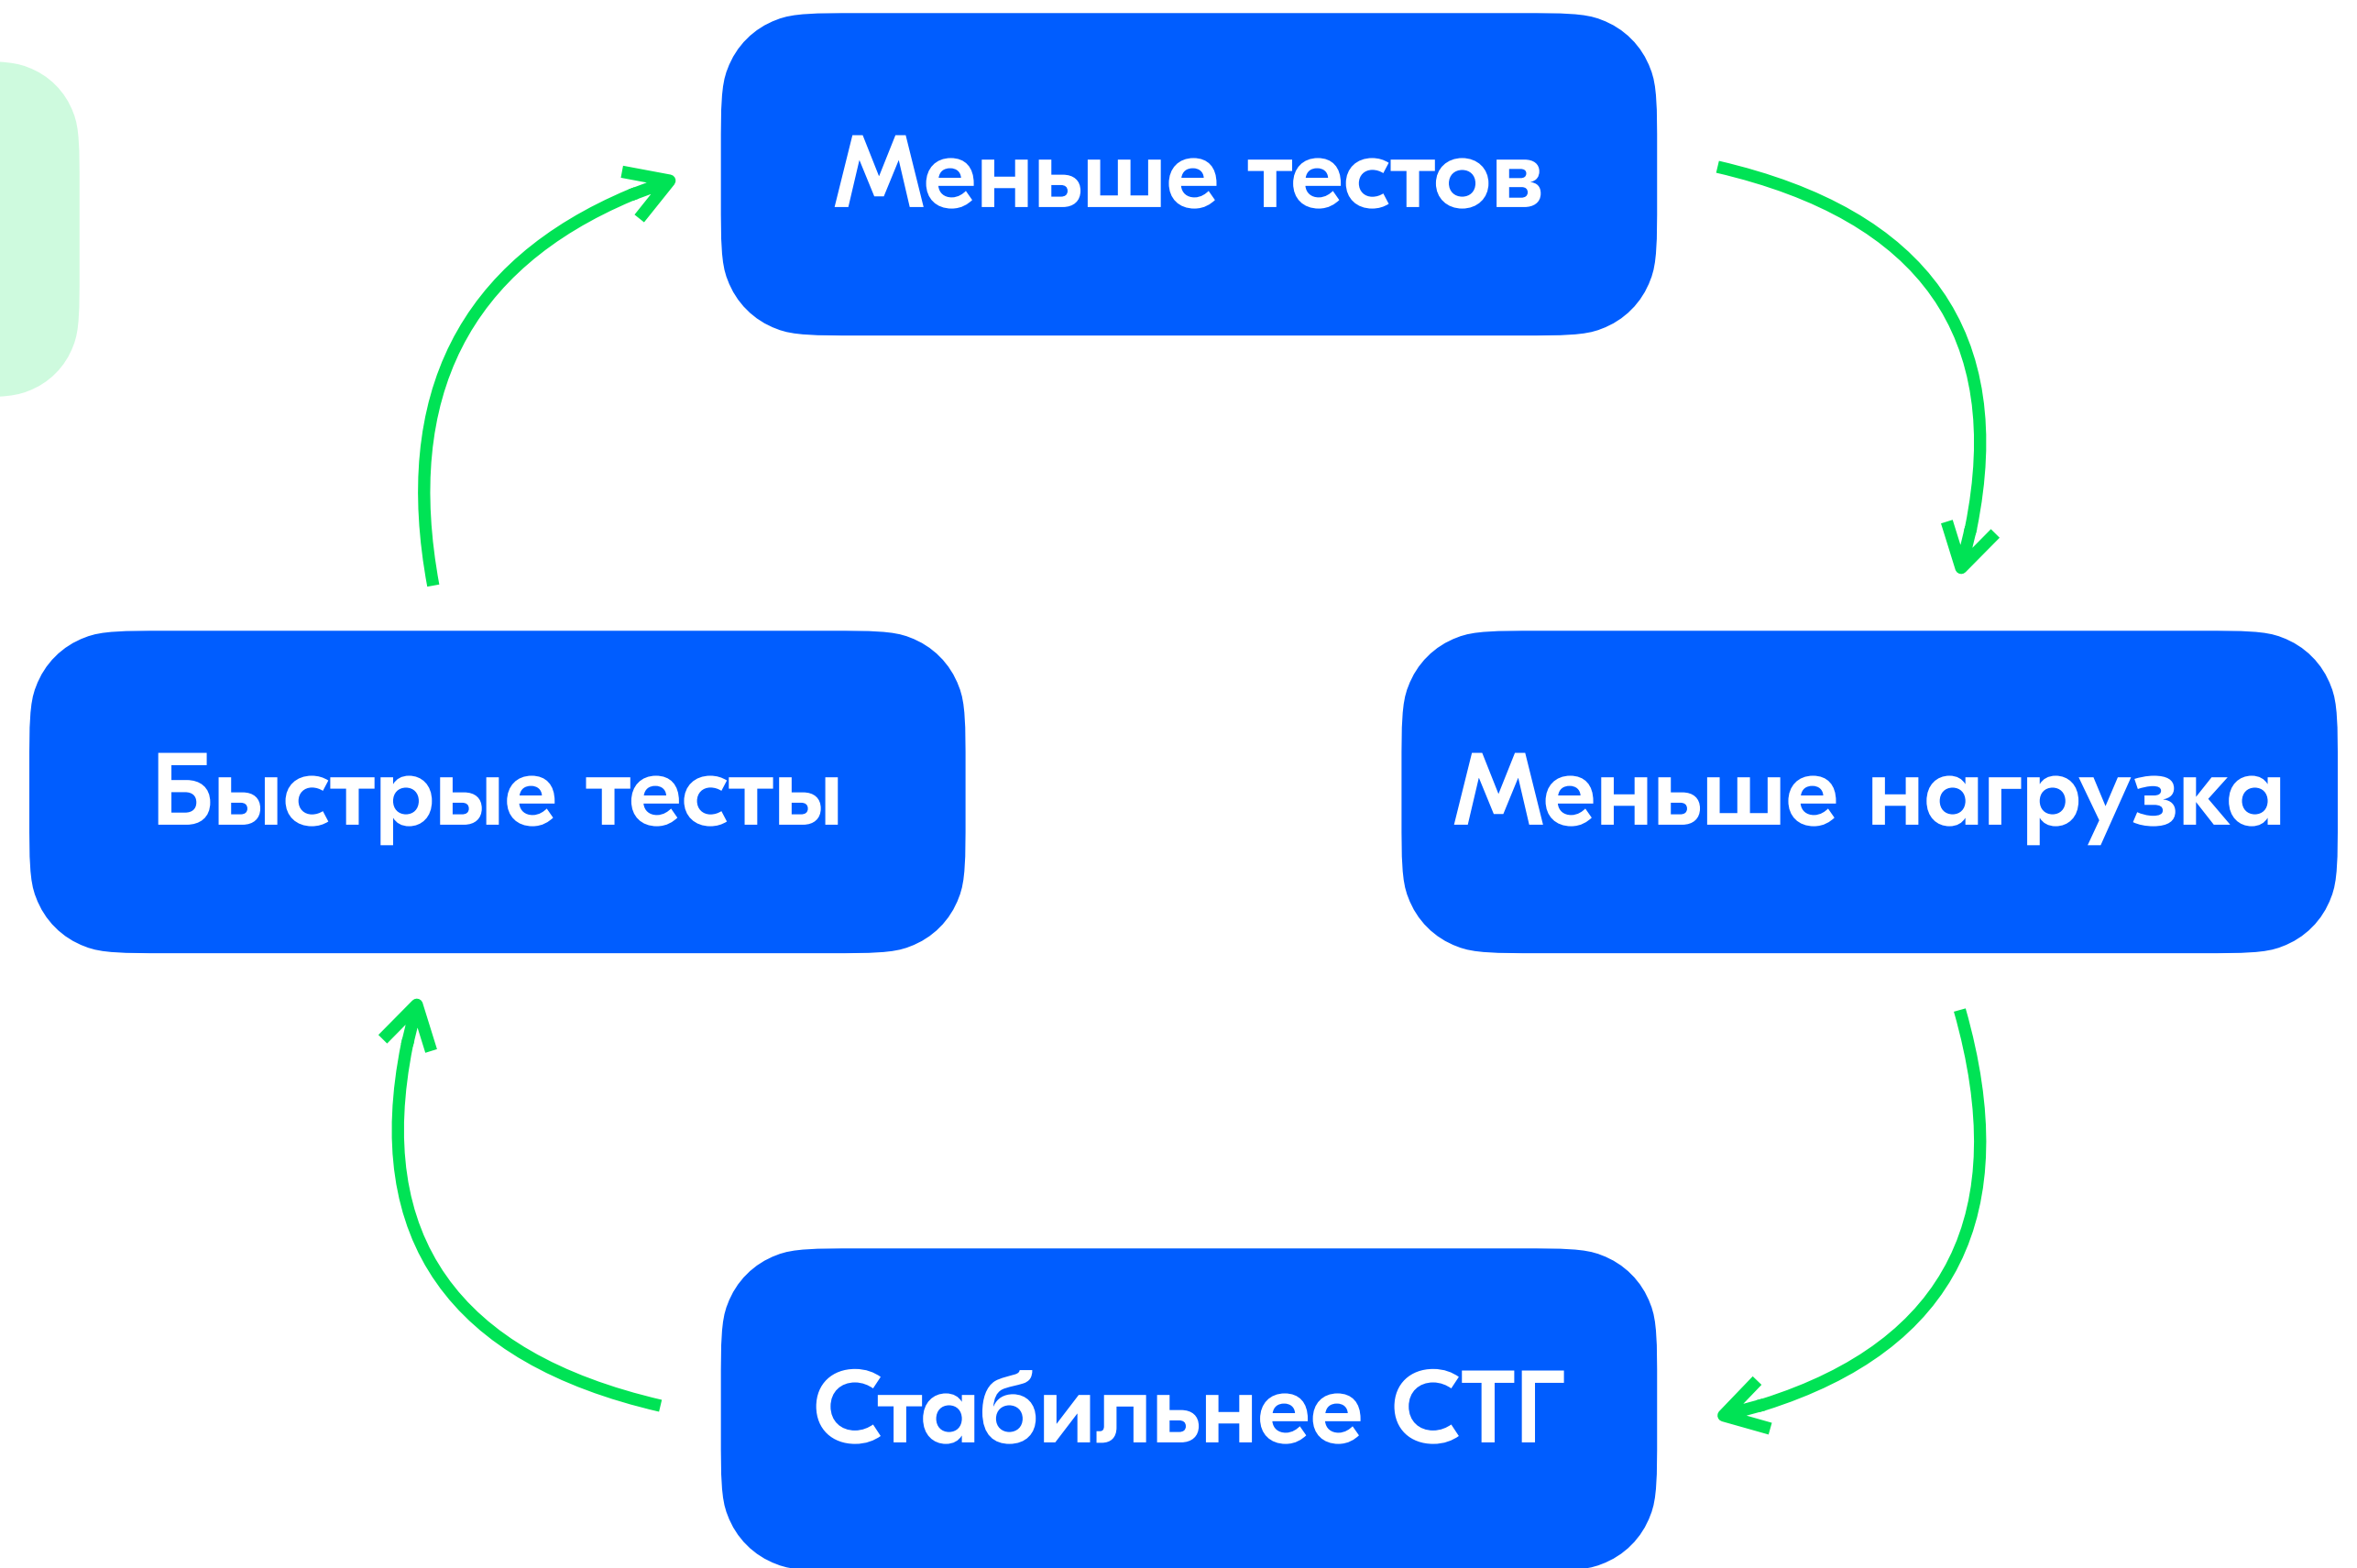 Меньше тестов
Быстрые тесты
Меньше нагрузка
Стабильнее СТГ